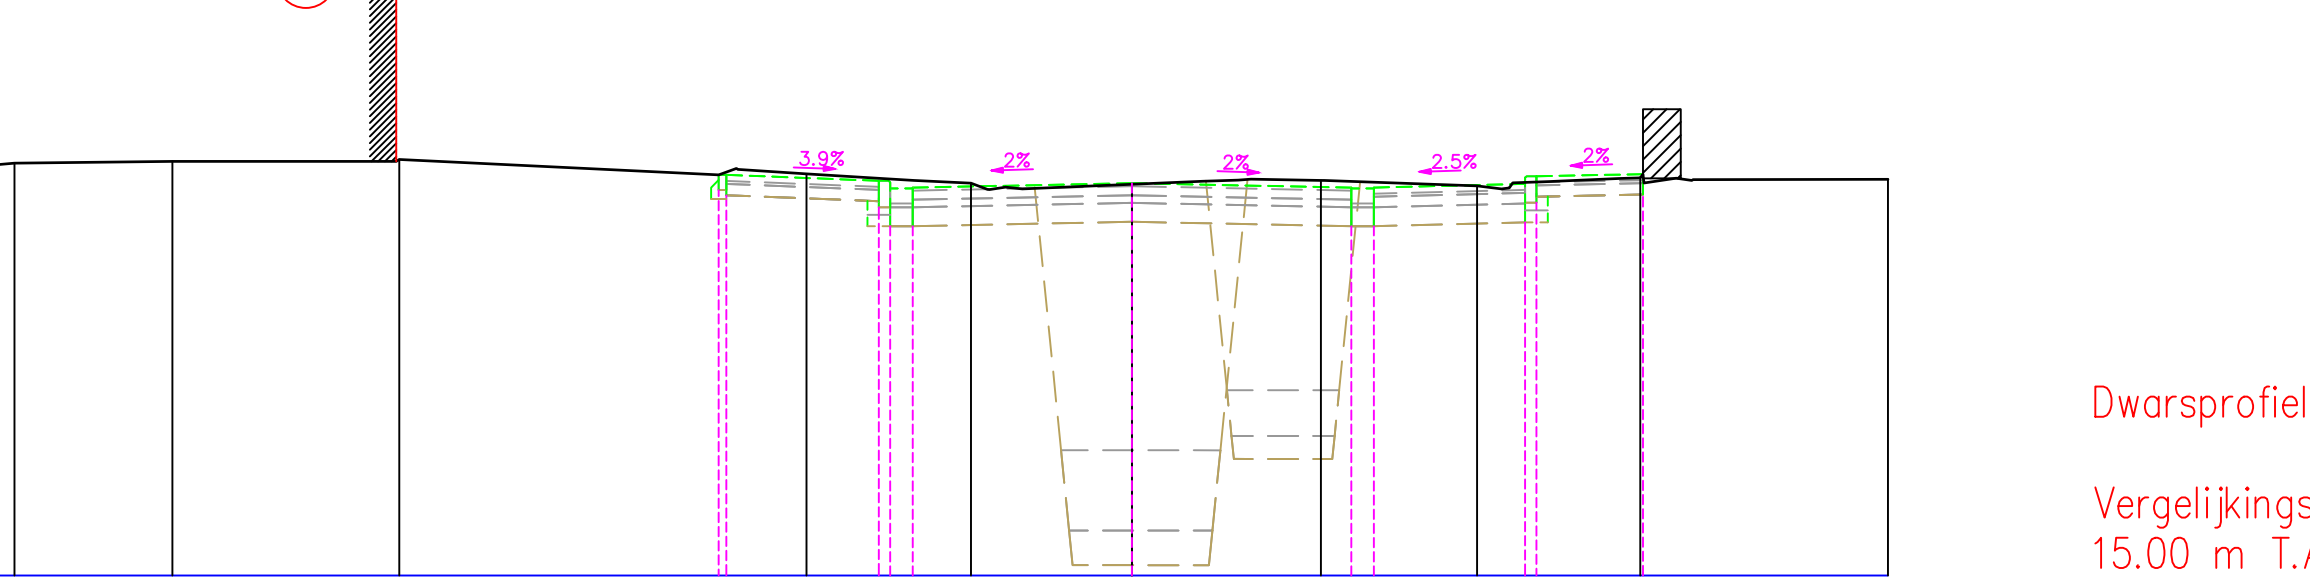 3.9%
2%
2%
2.5%
2%
Dwarsprofiel
Vergelijkings
15.00 m T.A